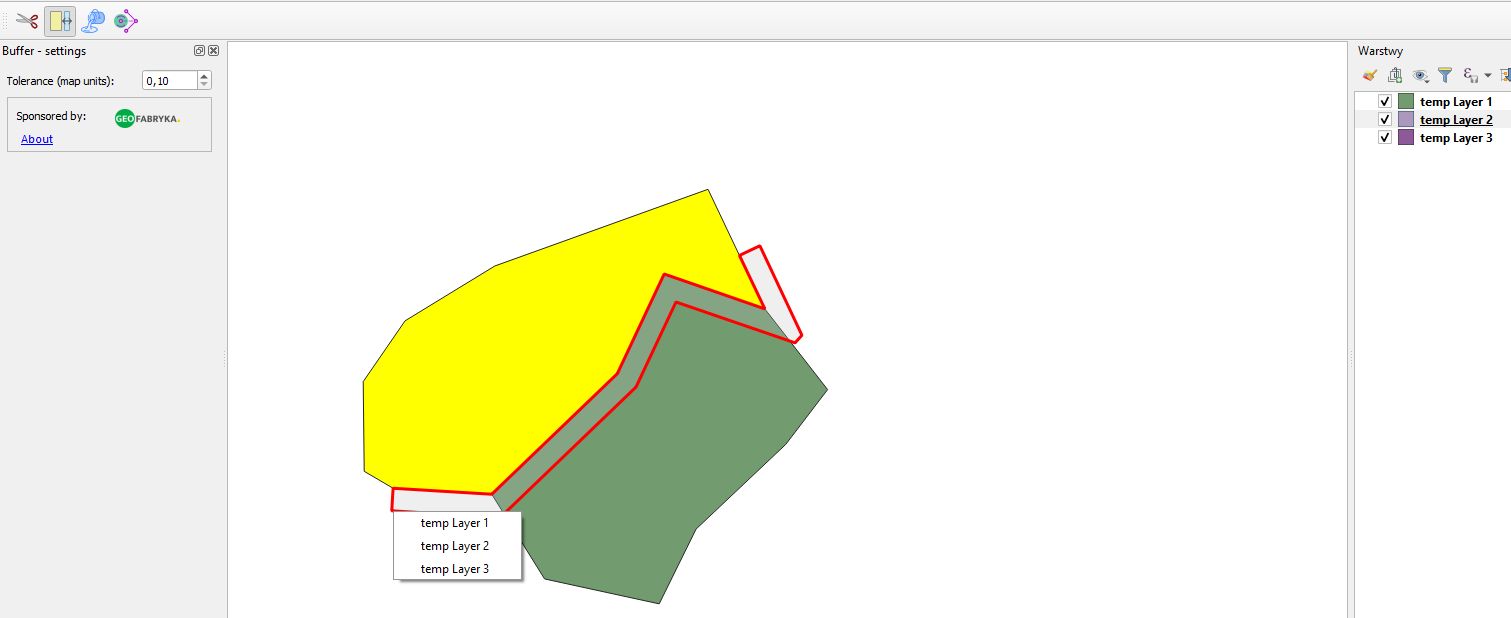 Buffer - settings
Tolerance (map units): 0,10
Sponsored by: GEO FABRYKA.
About
Warstwy
temp Layer 1
temp Layer 2
temp Layer 3
temp Layer 1
temp Layer 2
temp Layer 3